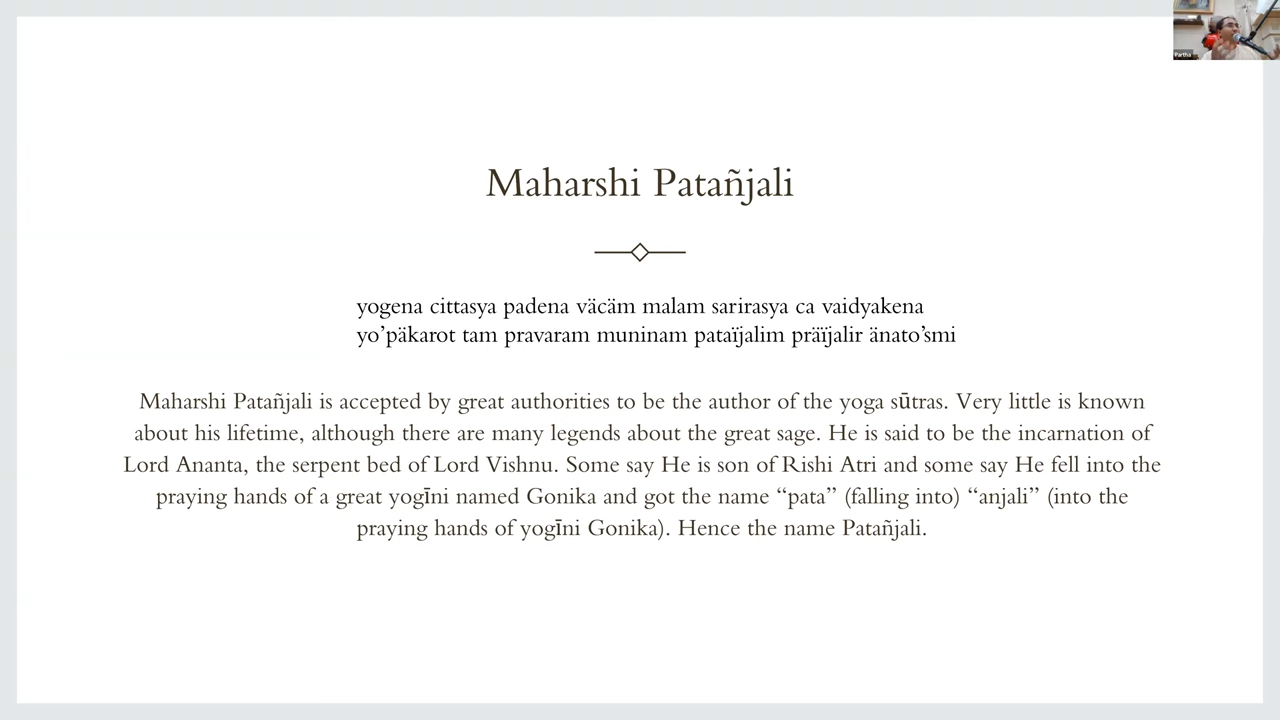 Partha
Maharshi Patañjali
yogena cittasya padena väcäm malam sarirasya ca vaidyakena
yo’päkarot tam pravaram muninam pataïjalim präïjalir änato’smi
Maharshi Patañjali is accepted by great authorities to be the author of the yoga sūtras. Very little is known
about his lifetime, although there are many legends about the great sage. He is said to be the incarnation of
Lord Ananta, the serpent bed of Lord Vishnu. Some say He is son of Rishi Atri and some say He fell into the
praying hands of a great yogīni named Gonika and got the name “pata” (falling into) “anjali” (into the
praying hands of yogīni Gonika). Hence the name Patañjali.